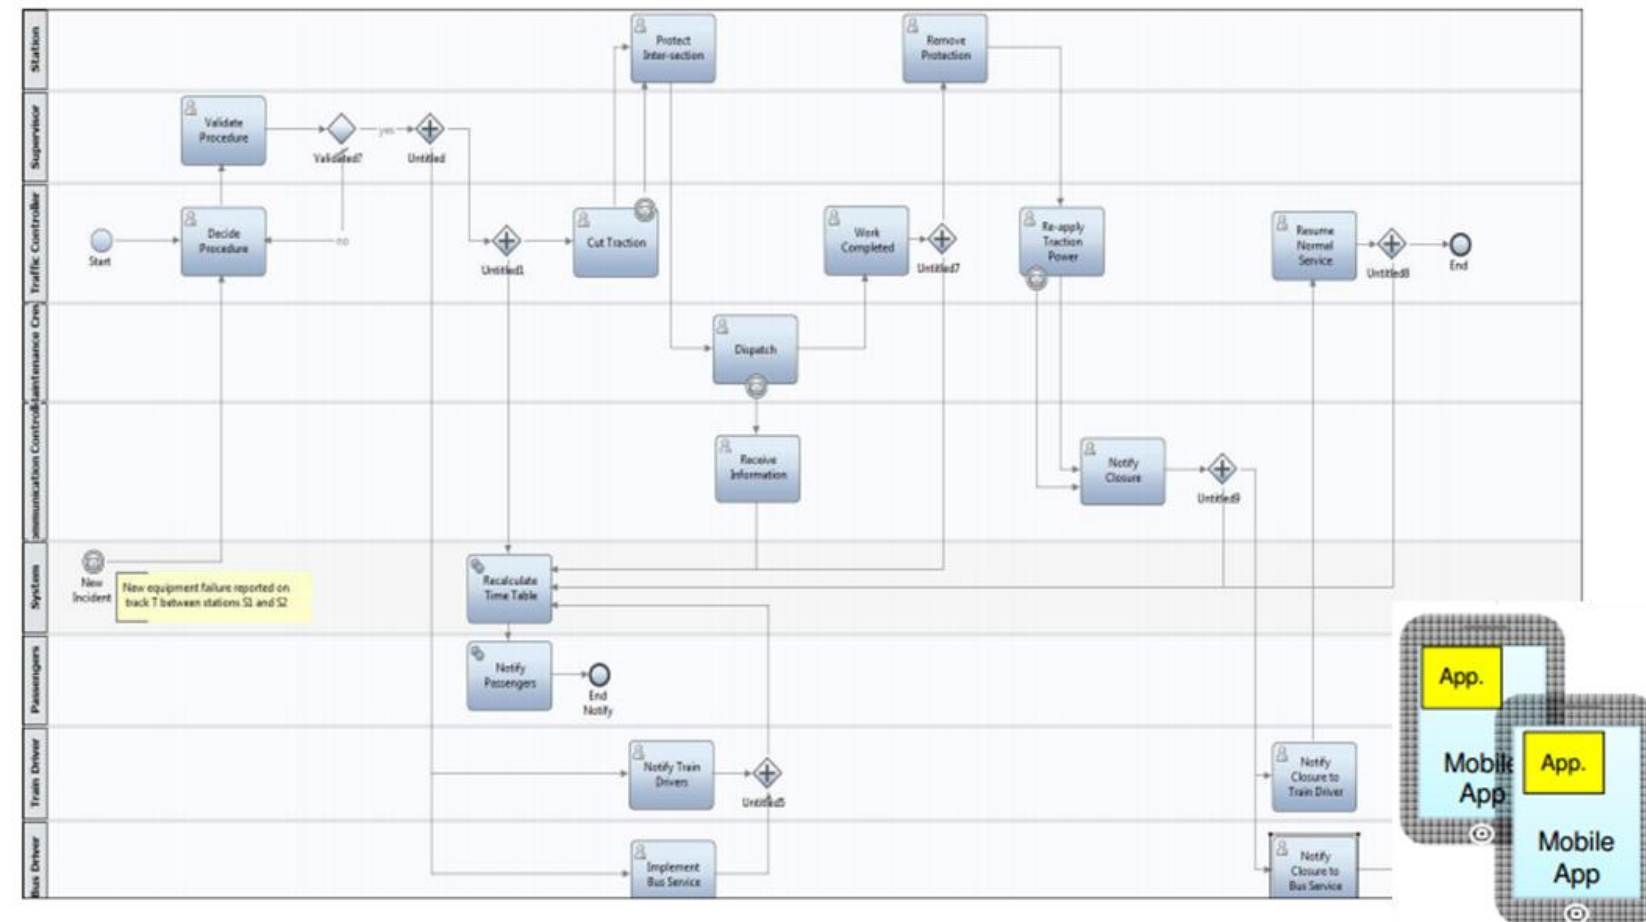 Station
Protect
Inter-section
Remove
Protection
Supervisor
Validate
Procedure
Validated?
yes
Untitled
Traffic Controller
Start
Decide
Procedure
no
Untitled1
Cut Traction
Work
Completed
Untitled7
Re-apply
Traction
Power
Resume
Normal
Service
Untitled8
End
Maintenance Crew
Dispatch
Communication Controller
Receive
Information
Notify
Closure
Untitled9
System
New
Incident
New equipment failure reported on
track T between stations S1 and S2
Recalculate
Time Table
Passengers
Notify
Passengers
End
Notify
Train Driver
Notify Train
Drivers
Untitled5
Notify
Closure to
Train Driver
Bus Driver
Implement
Bus Service
Notify
Closure to
Bus Service
App.
Mobile
App
App.
Mobile
App